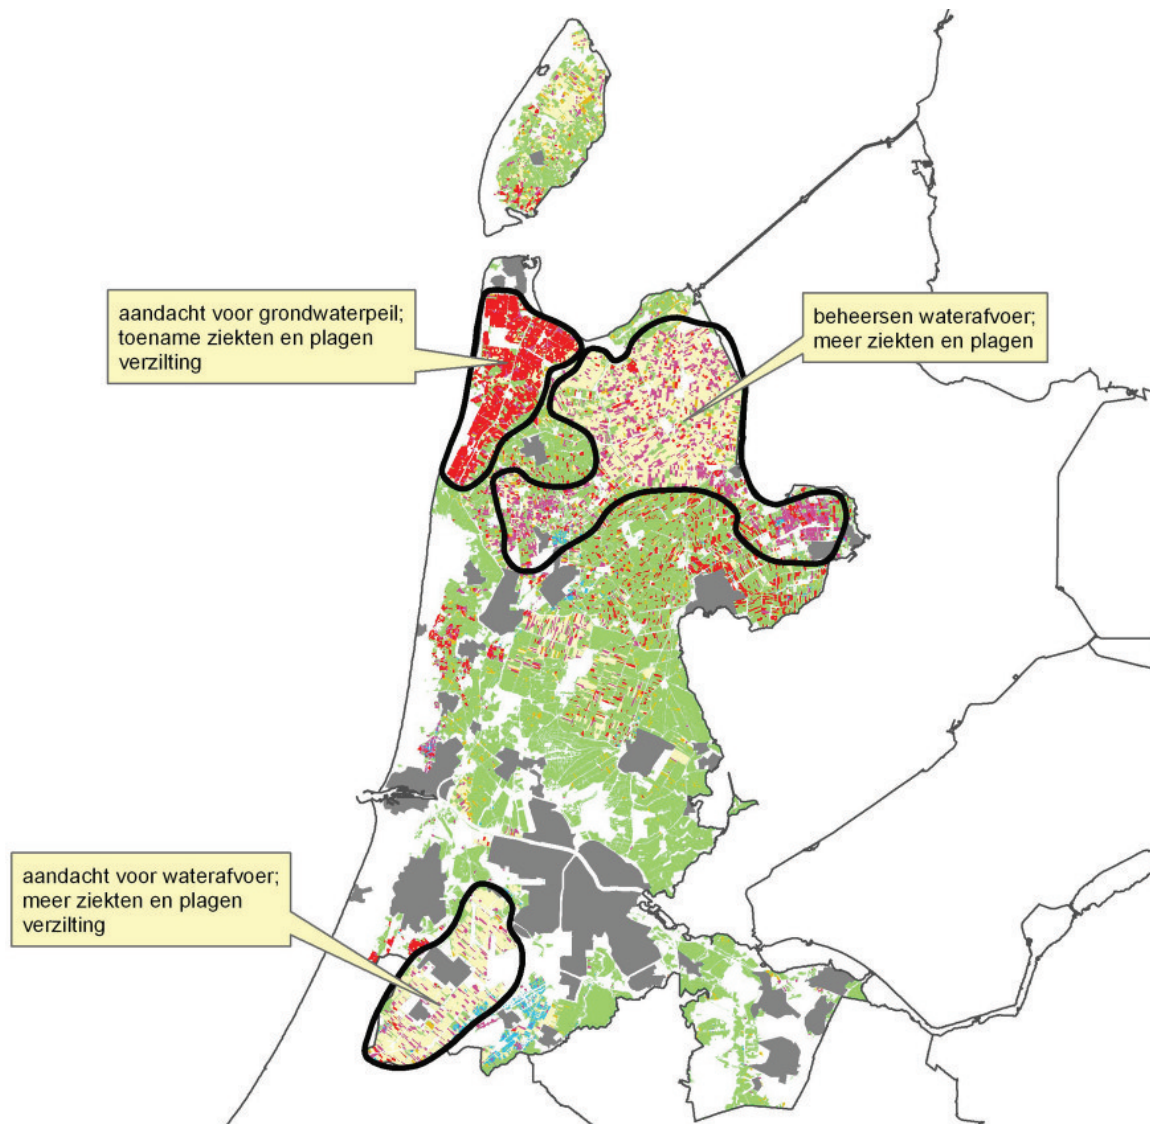 aandacht voor grondwaterpeil;
toename ziekten en plagen
verzilting
beheersen waterafvoer;
meer ziekten en plagen
aandacht voor waterafvoer;
meer ziekten en plagen
verzilting